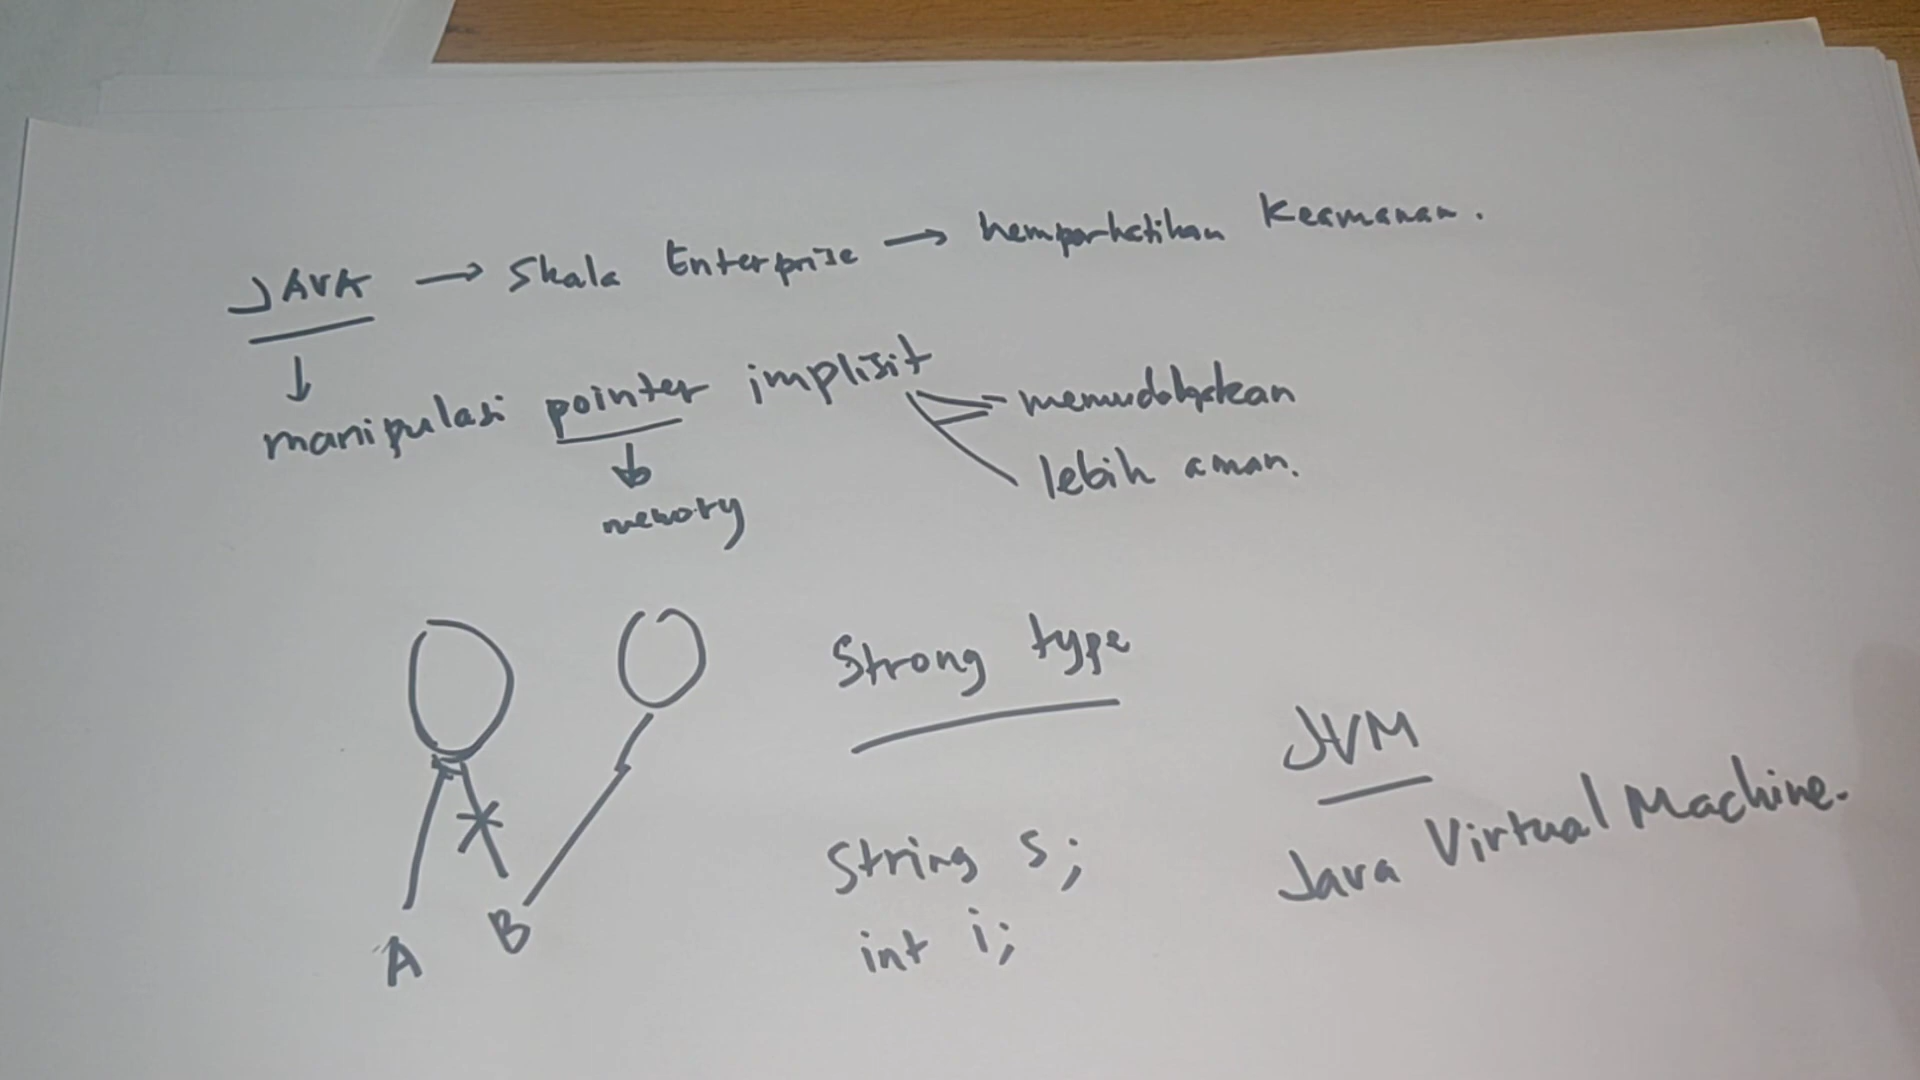 JAVA → Skala Enterprise → memperhatikan Keamanan.
↓
manipulasi pointer implisit memudahkan
lebih aman.
↓
memory
Strong type
JVM
Java Virtual Machine.
String s;
int i;
A B